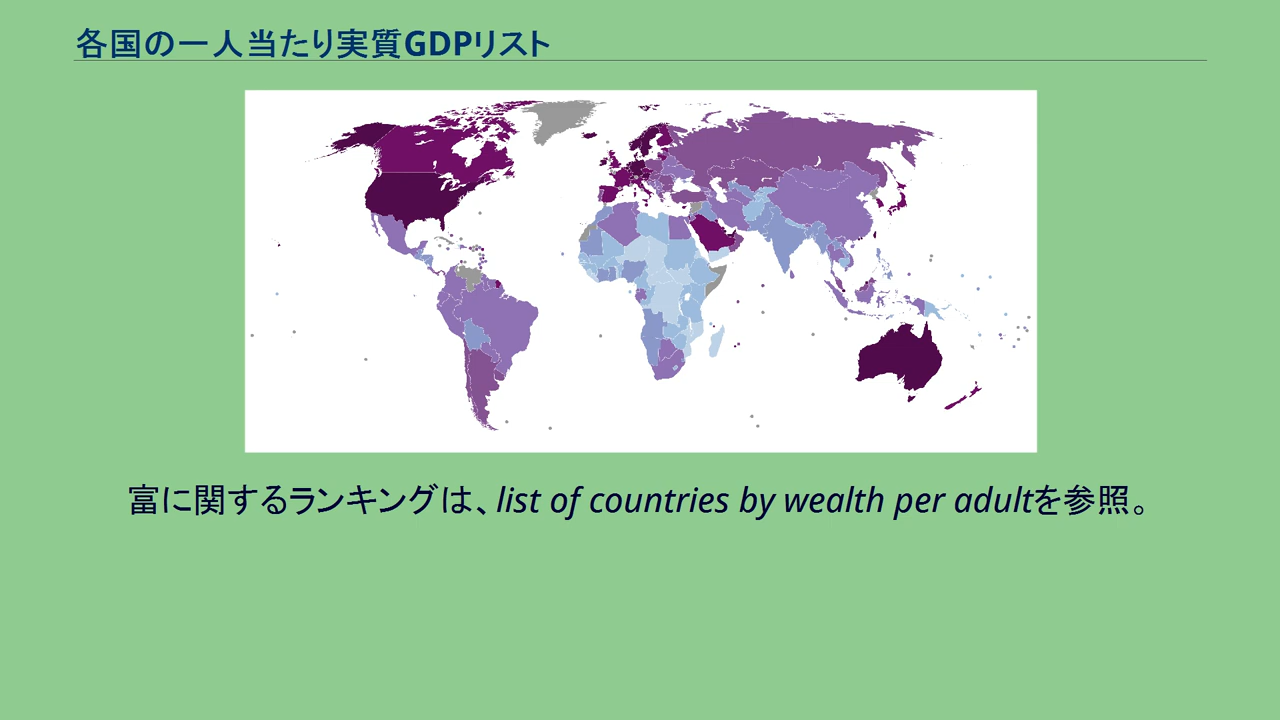 各国の一人当たり実質GDPリスト
富に関するランキングは、list of countries by wealth per adultを参照。